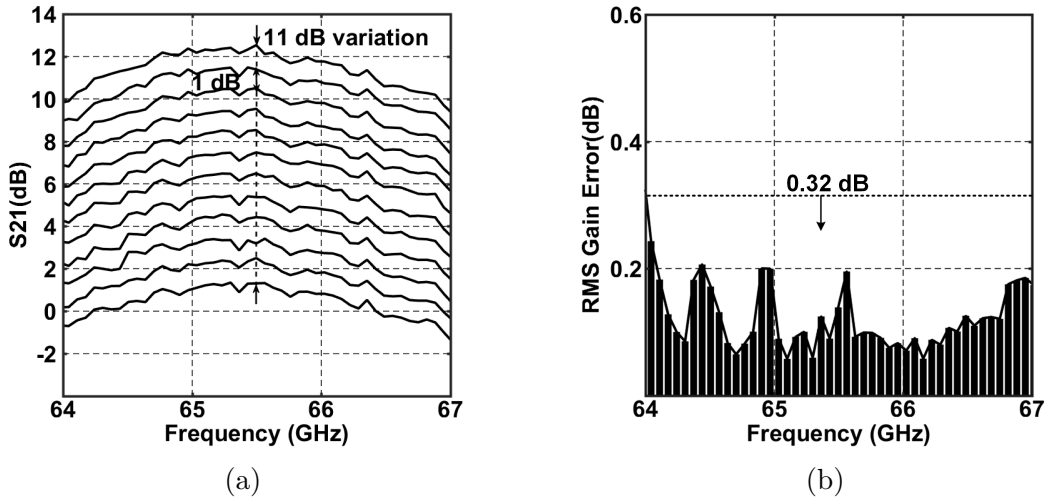 14
12
10
8
6
4
2
0
-2
S21(dB)
11 dB variation
1 dB
64
65
66
67
Frequency (GHz)
(a)
0.6
0.4
0.2
RMS Gain Error(dB)
0.32 dB
64
65
66
67
Frequency (GHz)
(b)